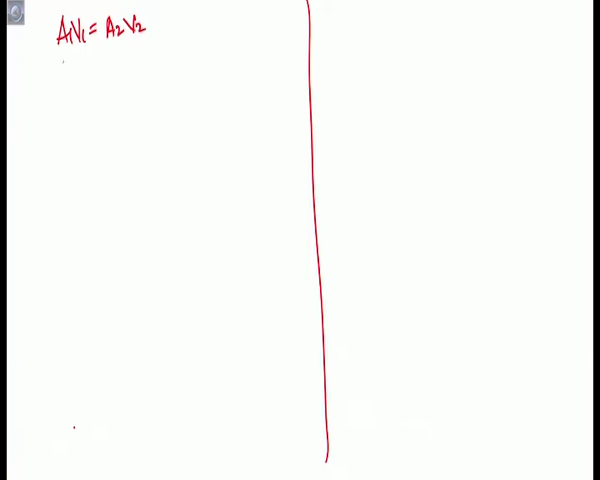 A₁V₁ = A₂V₂